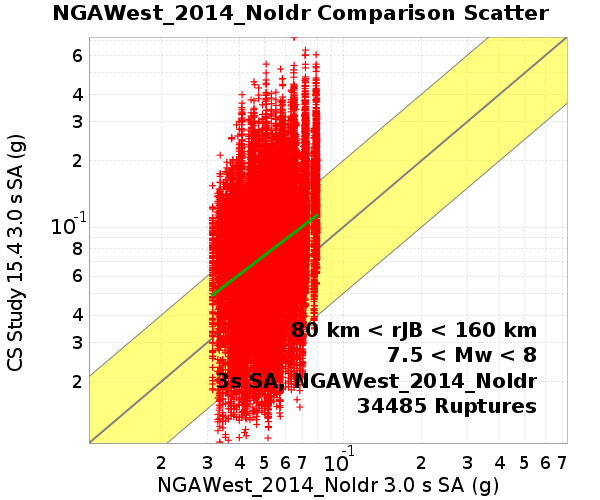 NGAWest_2014_NoIdr Comparison Scatter
CS Study 15.4 3.0 s SA (g)
6
4
3
2
10^-1
8
6
4
3
2
80 km < rJB < 160 km
7.5 < Mw < 8
3s SA, NGAWest_2014_NoIdr
34485 Ruptures
2 3 4 5 6 7 10^-1 2 3 4 5 6 7
NGAWest_2014_NoIdr 3.0 s SA (g)